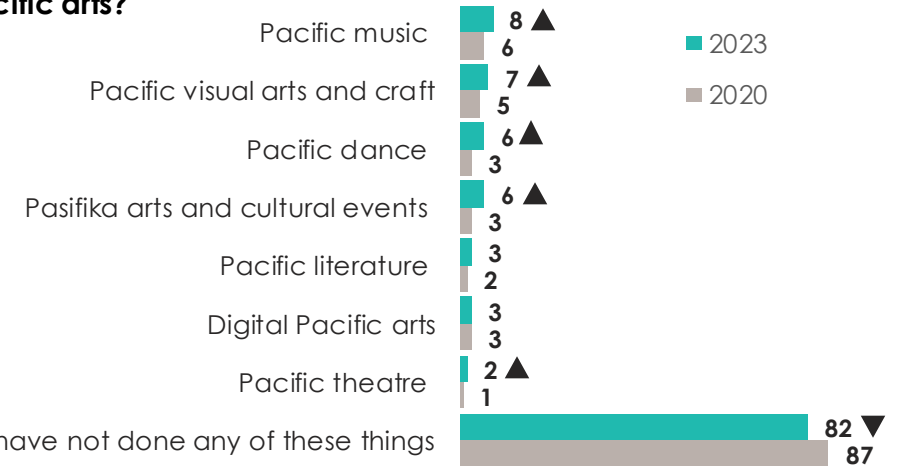 arts?
Pacific music 8 ▲
6
2023
Pacific visual arts and craft 7 ▲
5
2020
Pacific dance 6 ▲
3
Pasifika arts and cultural events 6 ▲
3
Pacific literature 3
2
Digital Pacific arts 3
3
Pacific theatre 2 ▲
1
have not done any of these things 82 ▼
87